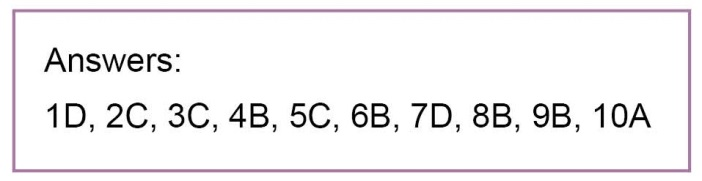 Answers:
1D, 2C, 3C, 4B, 5C, 6B, 7D, 8B, 9B, 10A